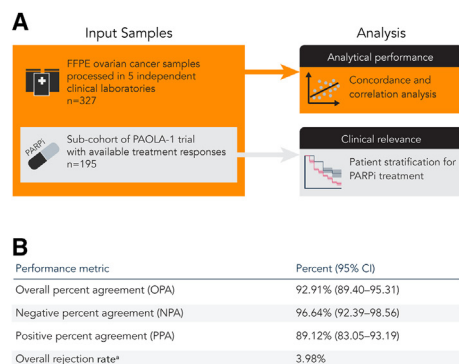 A
Input Samples
Analysis
FFPE ovarian cancer samples
processed in 5 independent
clinical laboratories
n=327
Analytical performance
Concordance and
correlation analysis
PARPi
Sub-cohort of PAOLA-1 trial
with available treatment responses
n=195
Clinical relevance
Patient stratification for
PARPi treatment
B
Performance metric Percent (95% CI)
Overall percent agreement (OPA) 92.91% (89.40–95.31)
Negative percent agreement (NPA) 96.64% (92.39–98.56)
Positive percent agreement (PPA) 89.12% (83.05–93.19)
Overall rejection rateᵃ 3.98%